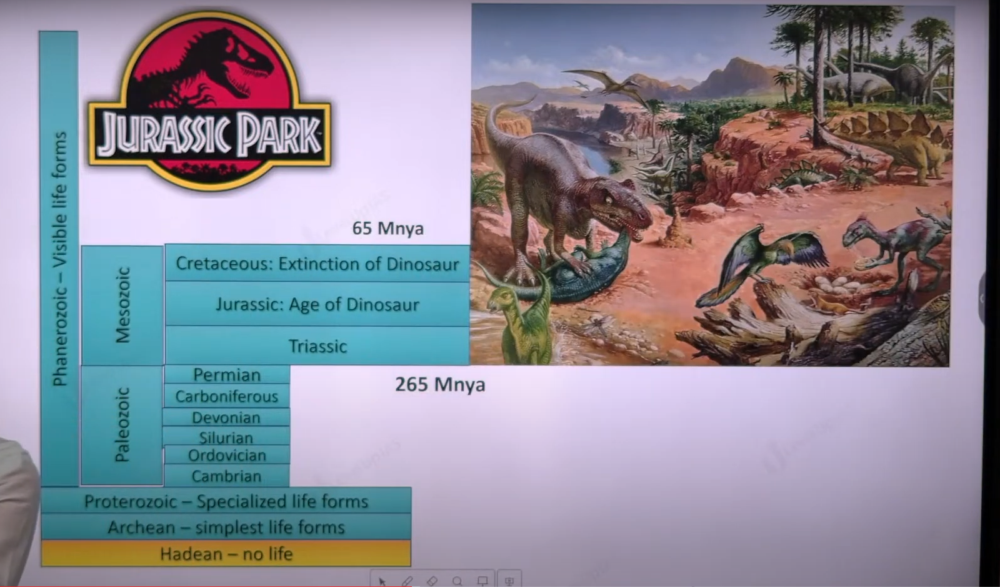 JURASSIC PARK
Phanerozoic – Visible life forms
65 Mnya
Mesozoic
Cretaceous: Extinction of Dinosaur
Jurassic: Age of Dinosaur
Triassic
265 Mnya
Paleozoic
Permian
Carboniferous
Devonian
Silurian
Ordovician
Cambrian
Proterozoic – Specialized life forms
Archean – simplest life forms
Hadean – no life